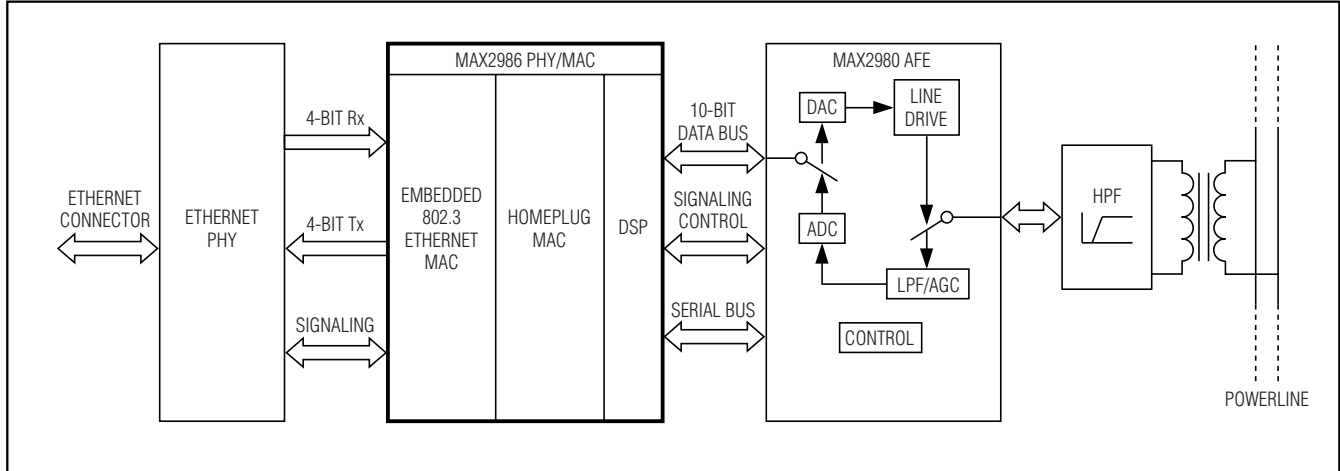 ETHERNET
CONNECTOR
ETHERNET
PHY
4-BIT Rx
4-BIT Tx
SIGNALING
MAX2986 PHY/MAC
EMBEDDED
802.3
ETHERNET
MAC
HOMEPLUG
MAC
DSP
10-BIT
DATA BUS
SIGNALING
CONTROL
SERIAL BUS
MAX2980 AFE
DAC
LINE
DRIVE
ADC
LPF/AGC
CONTROL
HPF
POWERLINE